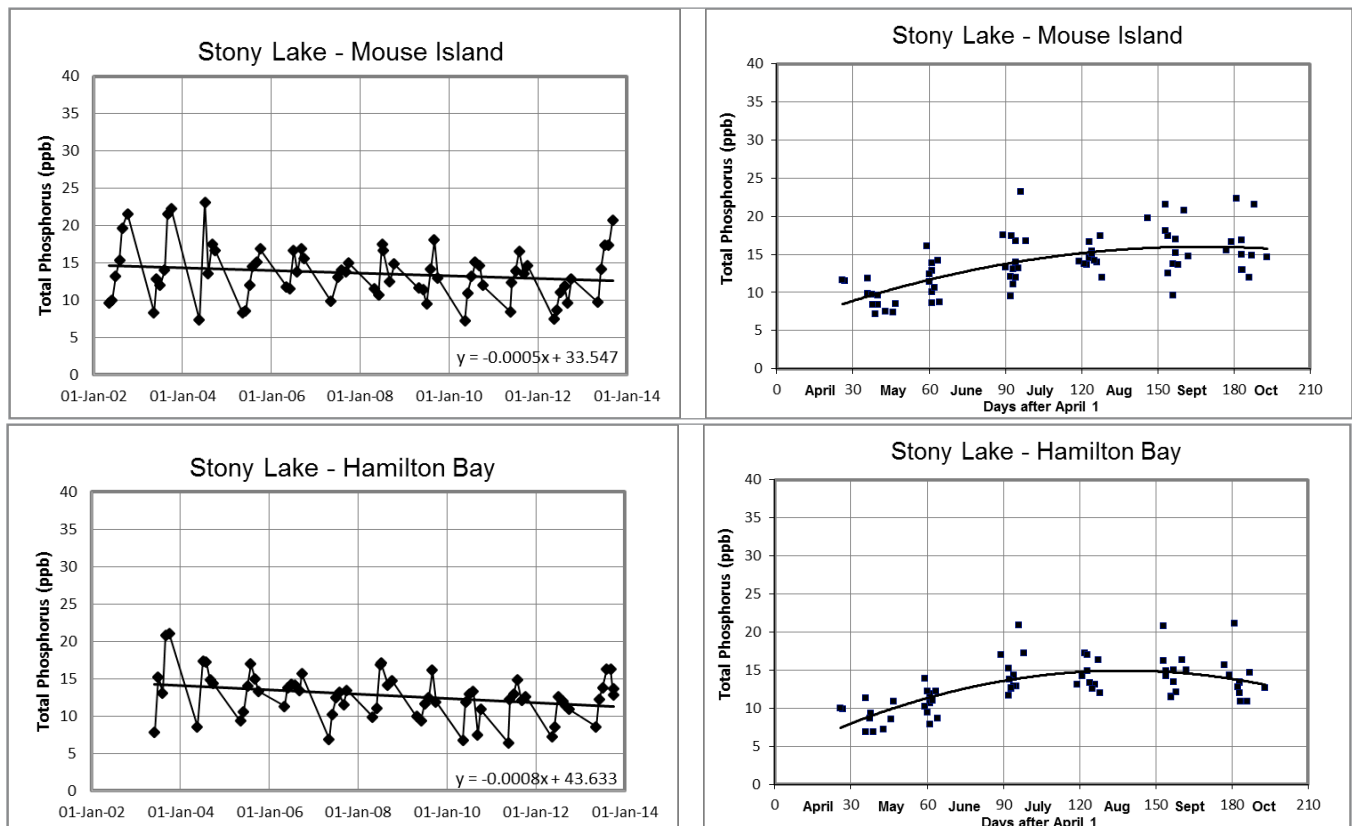 Stony Lake - Mouse Island
Total Phosphorus (ppb)
40
35
30
25
20
15
10
5
0
y = -0.0005x + 33.547
01-Jan-02 01-Jan-04 01-Jan-06 01-Jan-08 01-Jan-10 01-Jan-12 01-Jan-14
Stony Lake - Mouse Island
Total Phosphorus (ppb)
40
35
30
25
20
15
10
5
0
0 April 30 May 60 June 90 July 120 Aug 150 Sept 180 Oct 210
Days after April 1
Stony Lake - Hamilton Bay
Total Phosphorus (ppb)
40
35
30
25
20
15
10
5
0
y = -0.0008x + 43.633
01-Jan-02 01-Jan-04 01-Jan-06 01-Jan-08 01-Jan-10 01-Jan-12 01-Jan-14
Stony Lake - Hamilton Bay
Total Phosphorus (ppb)
40
35
30
25
20
15
10
5
0
0 April 30 May 60 June 90 July 120 Aug 150 Sept 180 Oct 210
Days after April 1